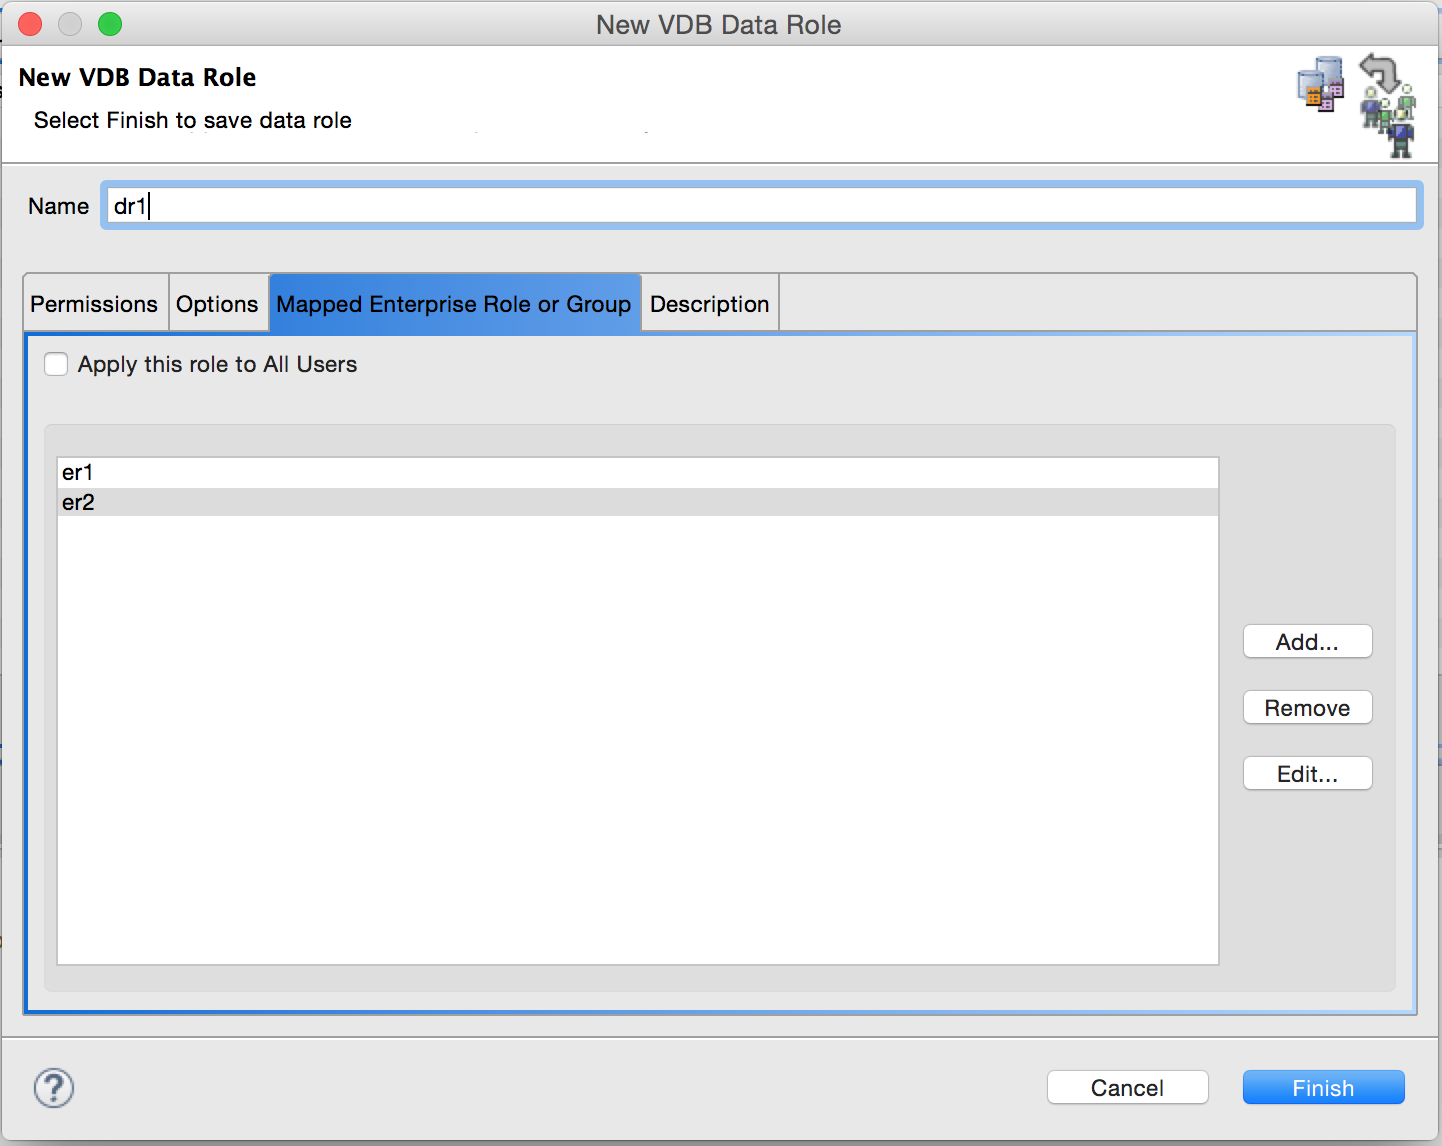 New VDB Data Role
New VDB Data Role
Select Finish to save data role
Name dr1
Permissions Options Mapped Enterprise Role or Group Description
Apply this role to All Users
er1
er2
Add...
Remove
Edit...
?
Cancel Finish